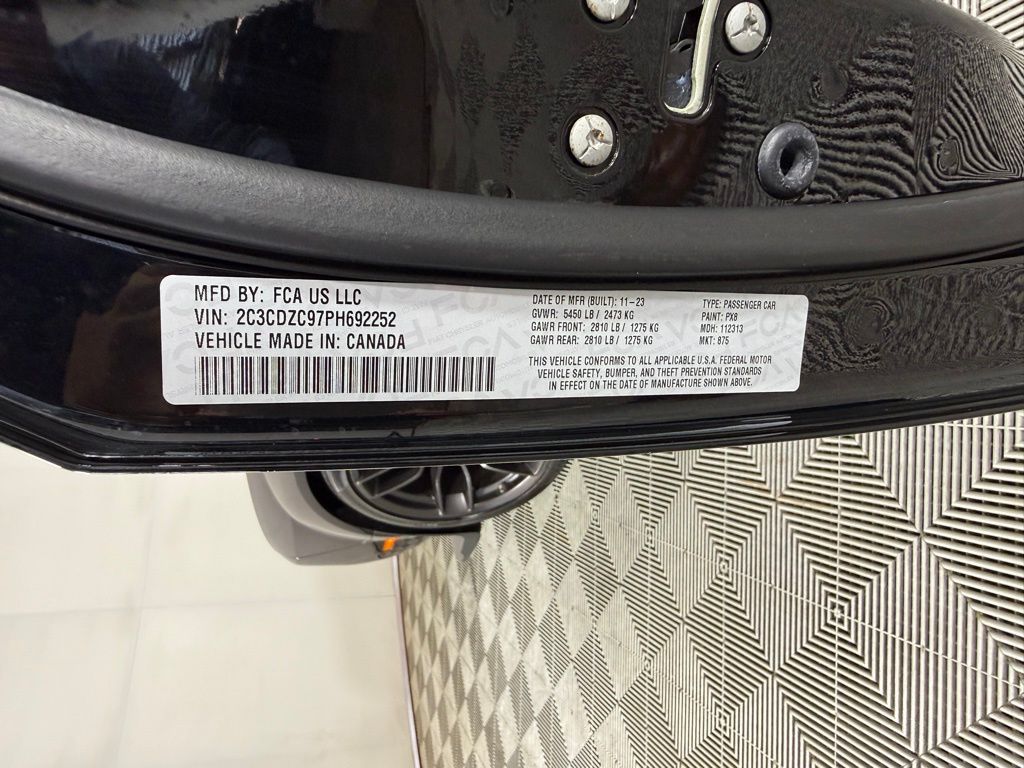 MFD BY: FCA US LLC
VIN: 2C3CDZC97PH692252
VEHICLE MADE IN: CANADA
DATE OF MFR (BUILT): 11-23
GVWR: 5450 LB / 2473 KG
GAWR FRONT: 2810 LB / 1275 KG
GAWR REAR: 2810 LB / 1275 KG
TYPE: PASSENGER CAR
PAINT: PX8
MDH: 112313
MKT: 875
THIS VEHICLE CONFORMS TO ALL APPLICABLE U.S.A. FEDERAL MOTOR
VEHICLE SAFETY, BUMPER, AND THEFT PREVENTION STANDARDS
IN EFFECT ON THE DATE OF MANUFACTURE SHOWN ABOVE.